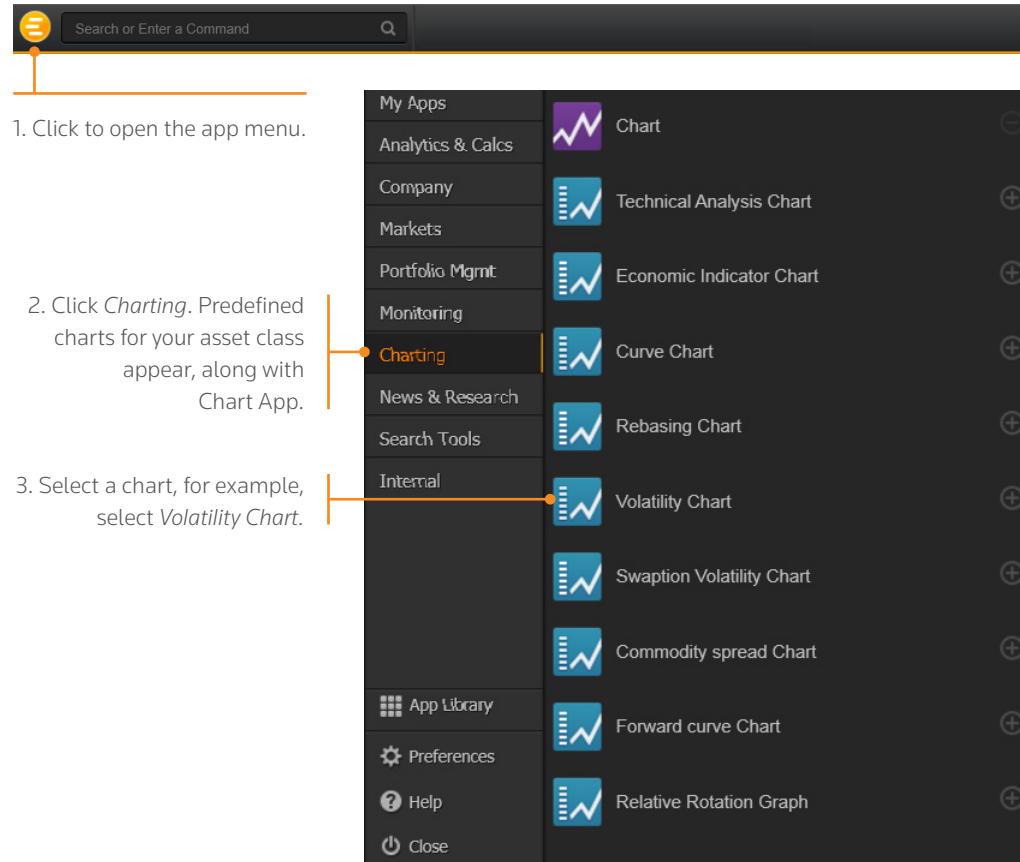 Search or Enter a Command
1. Click to open the app menu.
2. Click Charting. Predefined
charts for your asset class
appear, along with
Chart App.
3. Select a chart, for example,
select Volatility Chart.
My Apps
Analytics & Calcs
Company
Markets
Portfolio Mgmt
Monitoring
Charting
News & Research
Search Tools
Internal
App Library
Preferences
Help
Close
Chart
Technical Analysis Chart
Economic Indicator Chart
Curve Chart
Rebasing Chart
Volatility Chart
Swaption Volatility Chart
Commodity spread Chart
Forward curve Chart
Relative Rotation Graph